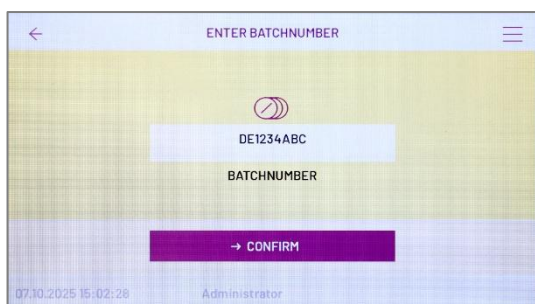 ENTER BATCHNUMBER
DE1234ABC
BATCHNUMBER
→ CONFIRM
07.10.2025 15:02:28 Administrator